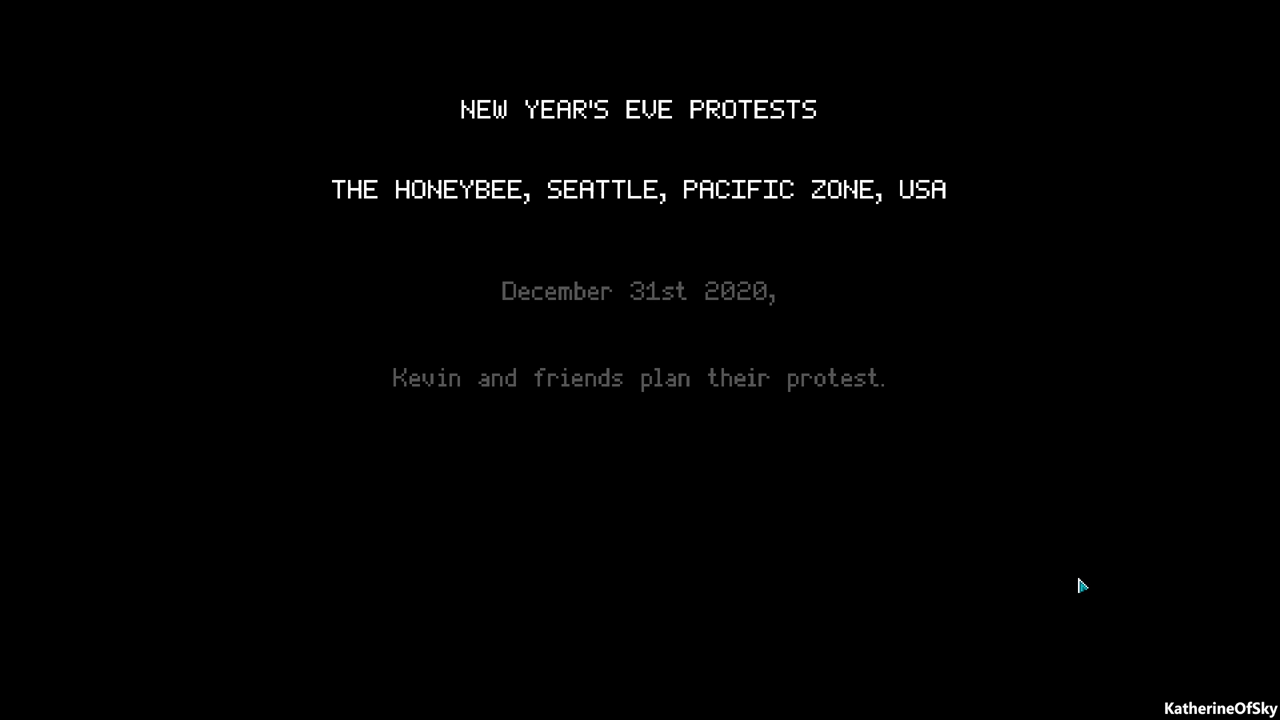 NEW YEAR'S EVE PROTESTS
THE HONEYBEE, SEATTLE, PACIFIC ZONE, USA
December 31st 2020,
Kevin and friends plan their protest.
KatherineOfSky